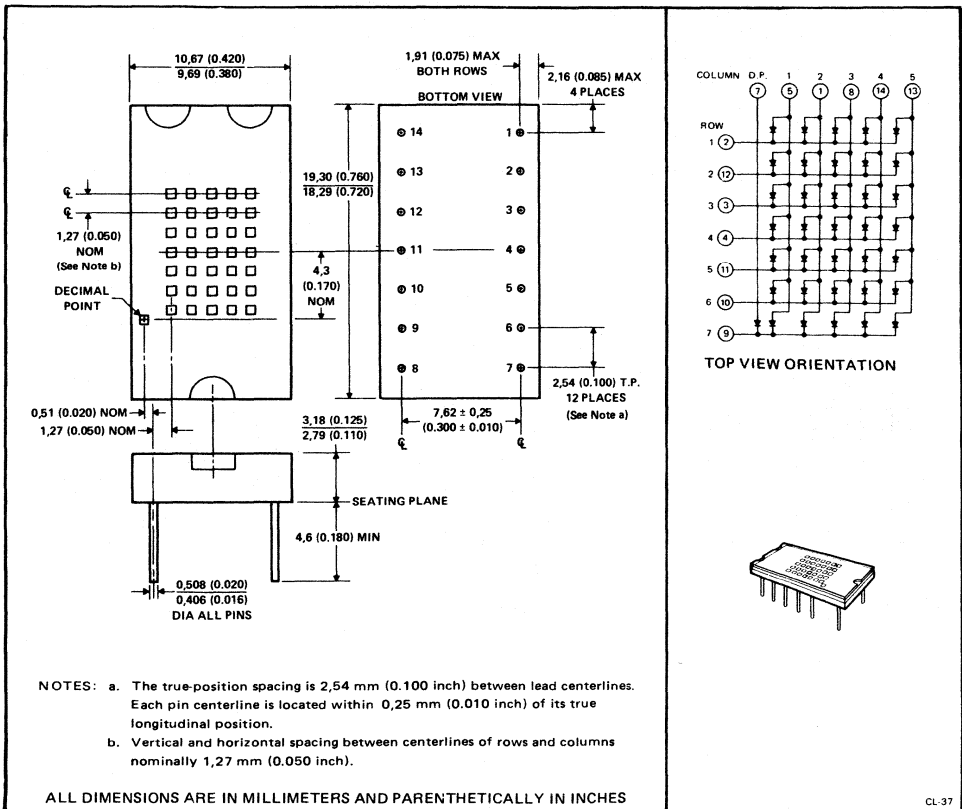 10,67 (0.420)
9,69 (0.380)
1,91 (0.075) MAX
BOTH ROWS
2,16 (0.085) MAX
4 PLACES
BOTTOM VIEW
14
1
13
2
19,30 (0.760)
18,29 (0.720)
12
3
11
4
10
5
9
6
8
7
℄
℄
1,27 (0.050)
NOM
(See Note b)
DECIMAL
POINT
4,3
(0.170)
NOM
2,54 (0.100) T.P.
12 PLACES
(See Note a)
7,62 ± 0,25
(0.300 ± 0.010)
℄
℄
0,51 (0.020) NOM
1,27 (0.050) NOM
3,18 (0.125)
2,79 (0.110)
SEATING PLANE
4,6 (0.180) MIN
0,508 (0.020)
0,406 (0.016)
DIA ALL PINS
COLUMN D.P. 1 2 3 4 5
7 5 1 8 14 13
ROW
1 2
2 12
3 3
4 4
5 11
6 10
7 9
TOP VIEW ORIENTATION
NOTES: a. The true-position spacing is 2,54 mm (0.100 inch) between lead centerlines.
Each pin centerline is located within 0,25 mm (0.010 inch) of its true
longitudinal position.
b. Vertical and horizontal spacing between centerlines of rows and columns
nominally 1,27 mm (0.050 inch).
ALL DIMENSIONS ARE IN MILLIMETERS AND PARENTHETICALLY IN INCHES
CL-37